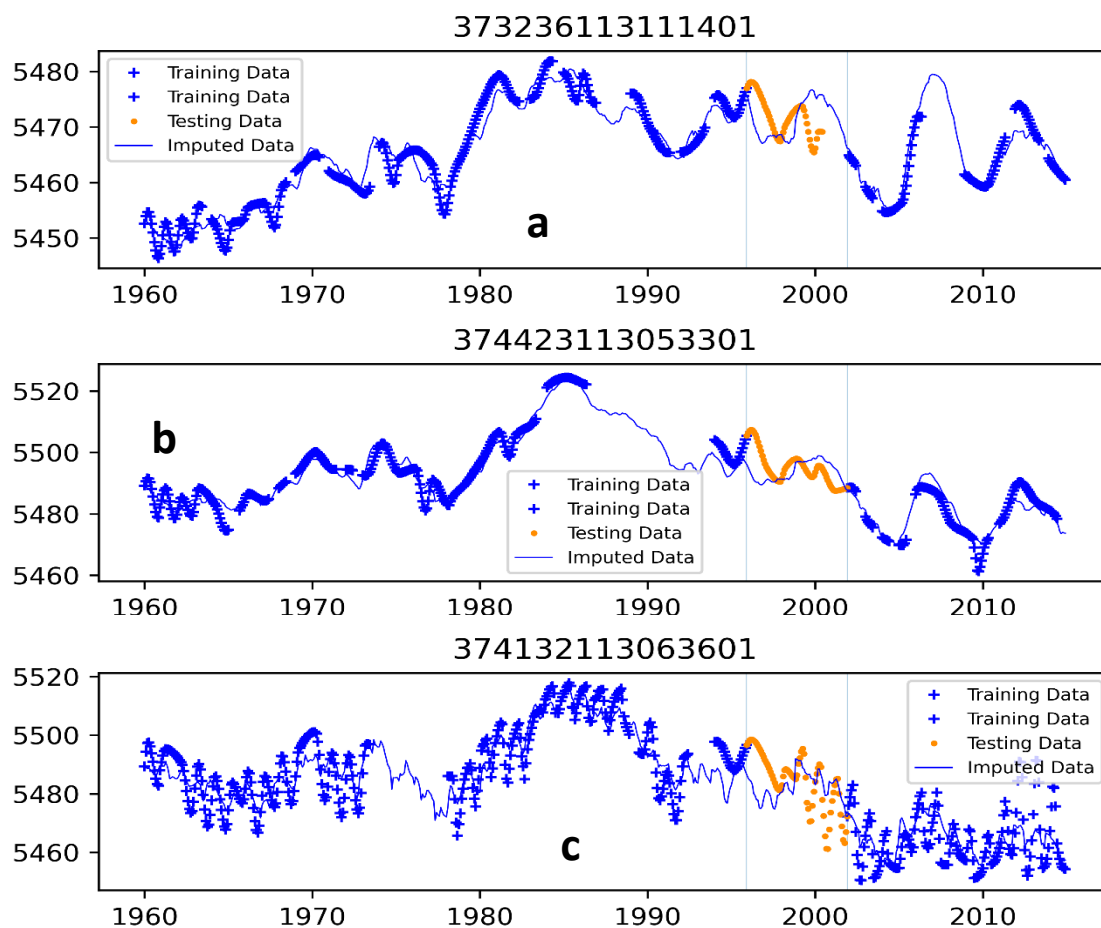 373236113111401
5480
5470
5460
5450
Training Data
Training Data
Testing Data
Imputed Data
a
1960 1970 1980 1990 2000 2010
374423113053301
5520
5500
5480
5460
b
Training Data
Training Data
Testing Data
Imputed Data
1960 1970 1980 1990 2000 2010
374132113063601
5520
5500
5480
5460
Training Data
Training Data
Testing Data
Imputed Data
c
1960 1970 1980 1990 2000 2010